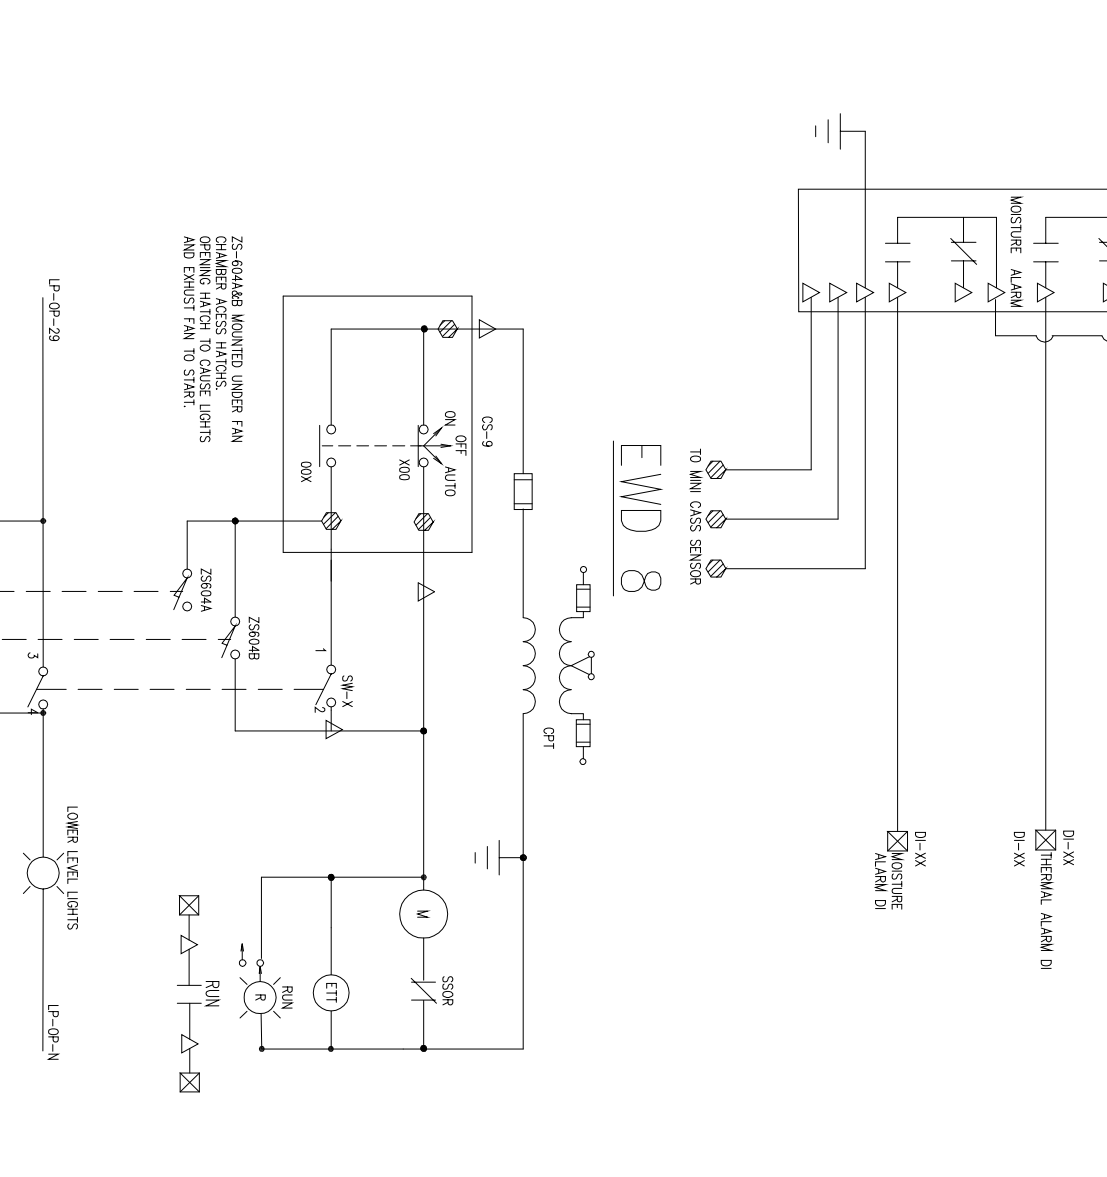 MOISTURE ALARM
DI-XX
THERMAL ALARM DI
DI-XX
DI-XX
MOISTURE
ALARM DI
TO MINI CASS SENSOR
EWD 8
CPT
CS-9
ON
OFF
AUTO
X00
00X
SSOR
M
SW-X
1
2
ETT
RUN
R
ZS-604A&B MOUNTED UNDER FAN
CHAMBER ACESS HATCHS.
OPENING HATCH TO CAUSE LIGHTS
AND EXHUST FAN TO START.
ZS604B
ZS604A
RUN
LP-OP-29
3
4
LOWER LEVEL LIGHTS
LP-OP-N